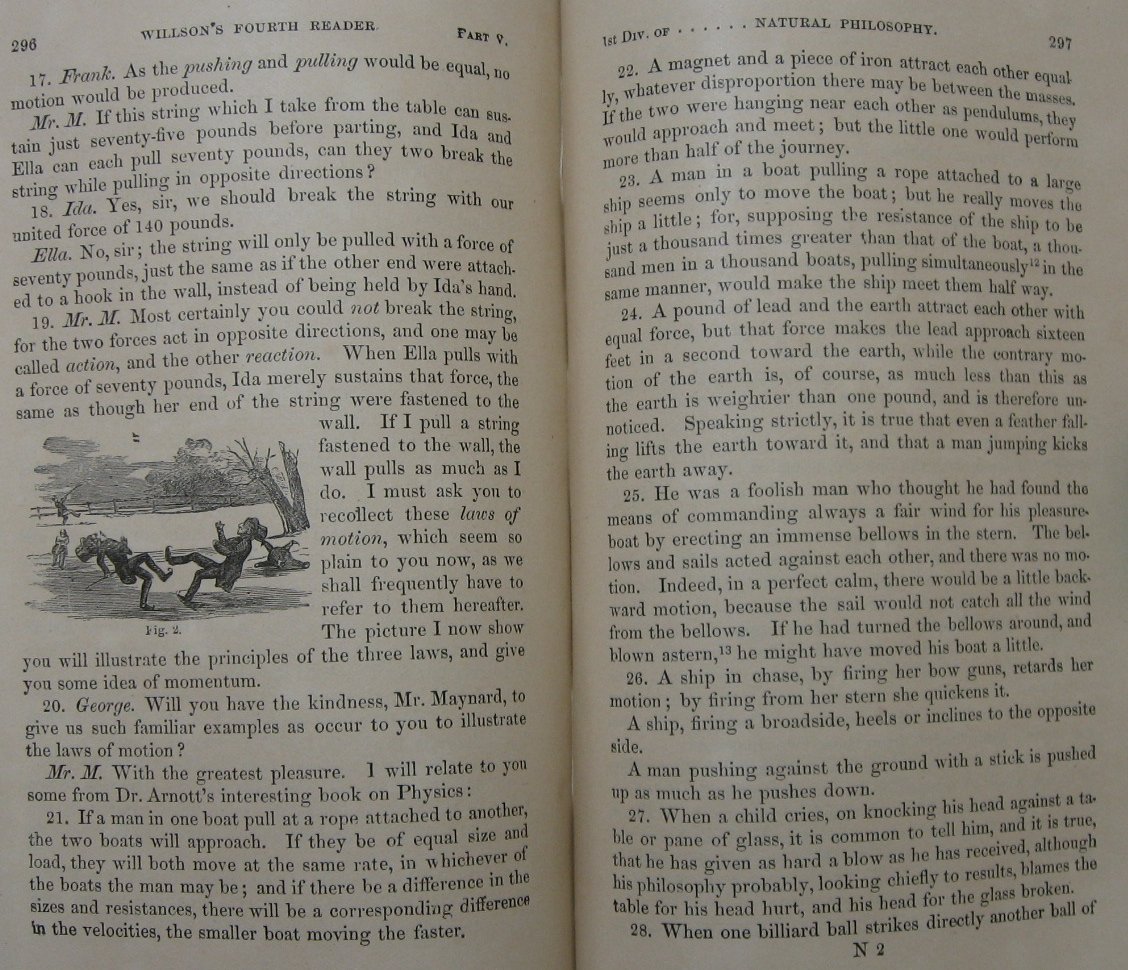 296
WILLSON'S FOURTH READER.
PART V.
17. Frank. As the pushing and pulling would be equal, no
motion would be produced.
Mr. M. If this string which I take from the table can sus-
tain just seventy-five pounds before parting, and Ida and
Ella can each pull seventy pounds, can they two break the
string while pulling in opposite directions?
18. Ida. Yes, sir, we should break the string with our
united force of 140 pounds.
Ella. No, sir; the string will only be pulled with a force of
seventy pounds, just the same as if the other end were attach-
ed to a hook in the wall, instead of being held by Ida's hand.
19. Mr. M. Most certainly you could not break the string,
for the two forces act in opposite directions, and one may be
called action, and the other reaction. When Ella pulls with
a force of seventy pounds, Ida merely sustains that force, the
same as though her end of the string were fastened to the
wall. If I pull a string
fastened to the wall, the
wall pulls as much as I
do. I must ask you to
recollect these laws of
motion, which seem so
plain to you now, as we
shall frequently have to
refer to them hereafter.
The picture I now show
Fig. 2.
you will illustrate the principles of the three laws, and give
you some idea of momentum.
20. George. Will you have the kindness, Mr. Maynard, to
give us such familiar examples as occur to you to illustrate
the laws of motion?
Mr. M. With the greatest pleasure. I will relate to you
some from Dr. Arnott's interesting book on Physics:
21. If a man in one boat pull at a rope attached to another,
the two boats will approach. If they be of equal size and
load, they will both move at the same rate, in whichever of
the boats the man may be; and if there be a difference in the
sizes and resistances, there will be a corresponding difference
in the velocities, the smaller boat moving the faster.
1st DIV. OF . . . . . . NATURAL PHILOSOPHY.
297
22. A magnet and a piece of iron attract each other equal-
ly, whatever disproportion there may be between the masses.
If the two were hanging near each other as pendulums, they
would approach and meet; but the little one would perform
more than half of the journey.
23. A man in a boat pulling a rope attached to a large
ship seems only to move the boat; but he really moves the
ship a little; for, supposing the resistance of the ship to be
just a thousand times greater than that of the boat, a thou-
sand men in a thousand boats, pulling simultaneously¹² in the
same manner, would make the ship meet them half way.
24. A pound of lead and the earth attract each other with
equal force, but that force makes the lead approach sixteen
feet in a second toward the earth, while the contrary mo-
tion of the earth is, of course, as much less than this as
the earth is weightier than one pound, and is therefore un-
noticed. Speaking strictly, it is true that even a feather fall-
ing lifts the earth toward it, and that a man jumping kicks
the earth away.
25. He was a foolish man who thought he had found the
means of commanding always a fair wind for his pleasure-
boat by erecting an immense bellows in the stern. The bel-
lows and sails acted against each other, and there was no mo-
tion. Indeed, in a perfect calm, there would be a little back-
ward motion, because the sail would not catch all the wind
from the bellows. If he had turned the bellows around, and
blown astern,¹³ he might have moved his boat a little.
26. A ship in chase, by firing her bow guns, retards her
motion; by firing from her stern she quickens it.
A ship, firing a broadside, heels or inclines to the opposite
side.
A man pushing against the ground with a stick is pushed
up as much as he pushes down.
27. When a child cries, on knocking his head against a ta-
ble or pane of glass, it is common to tell him, and it is true,
that he has given as hard a blow as he has received, although
his philosophy probably, looking chiefly to results, blames the
table for his head hurt, and his head for the glass broken.
28. When one billiard ball strikes directly another ball of
N 2